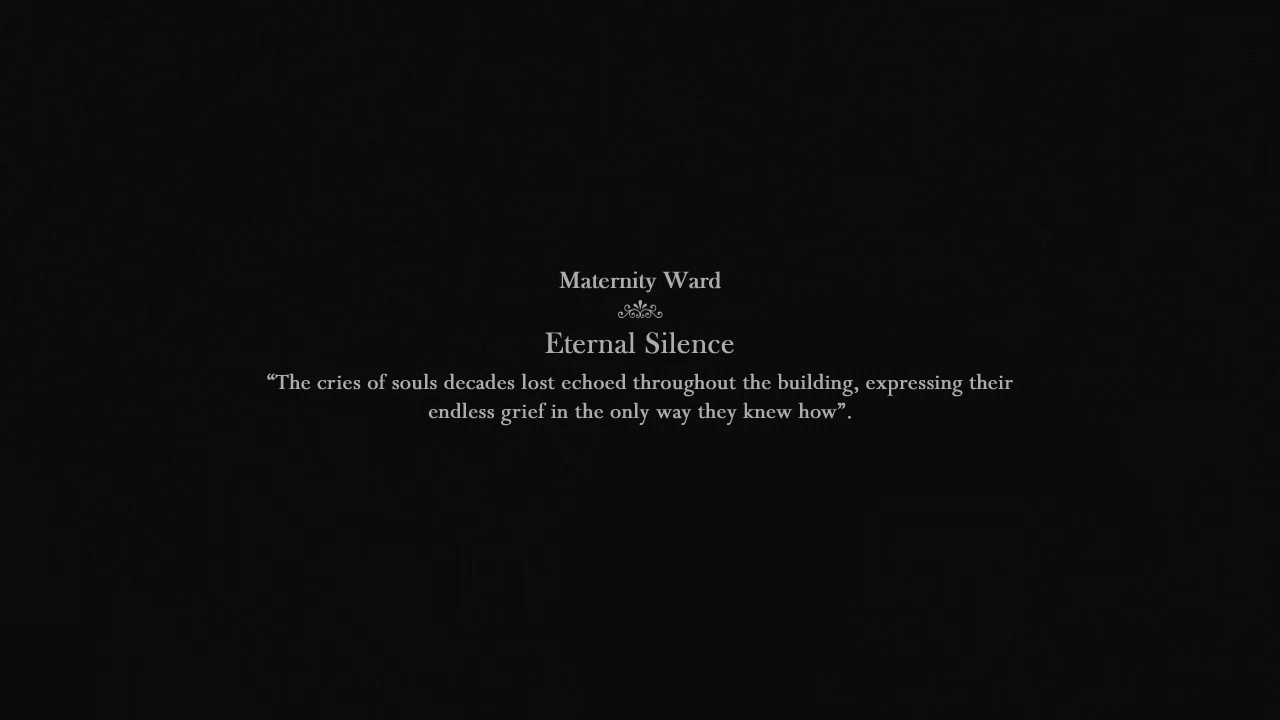 Maternity Ward
Eternal Silence
“The cries of souls decades lost echoed throughout the building, expressing their
endless grief in the only way they knew how”.